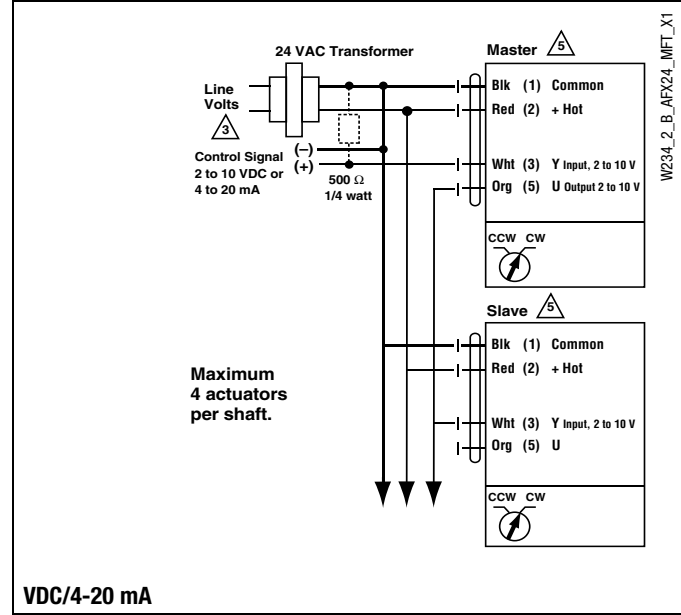 24 VAC Transformer
Line
Volts
3
Control Signal
2 to 10 VDC or
4 to 20 mA
(–)
(+)
500 Ω
1/4 watt
Master 5
Blk (1) Common
Red (2) + Hot
Wht (3) Y Input, 2 to 10 V
Org (5) U Output 2 to 10 V
CCW CW
W234_2_B_AFX24_MFT_X1
Slave 5
Blk (1) Common
Red (2) + Hot
Wht (3) Y Input, 2 to 10 V
Org (5) U
CCW CW
Maximum
4 actuators
per shaft.
VDC/4-20 mA